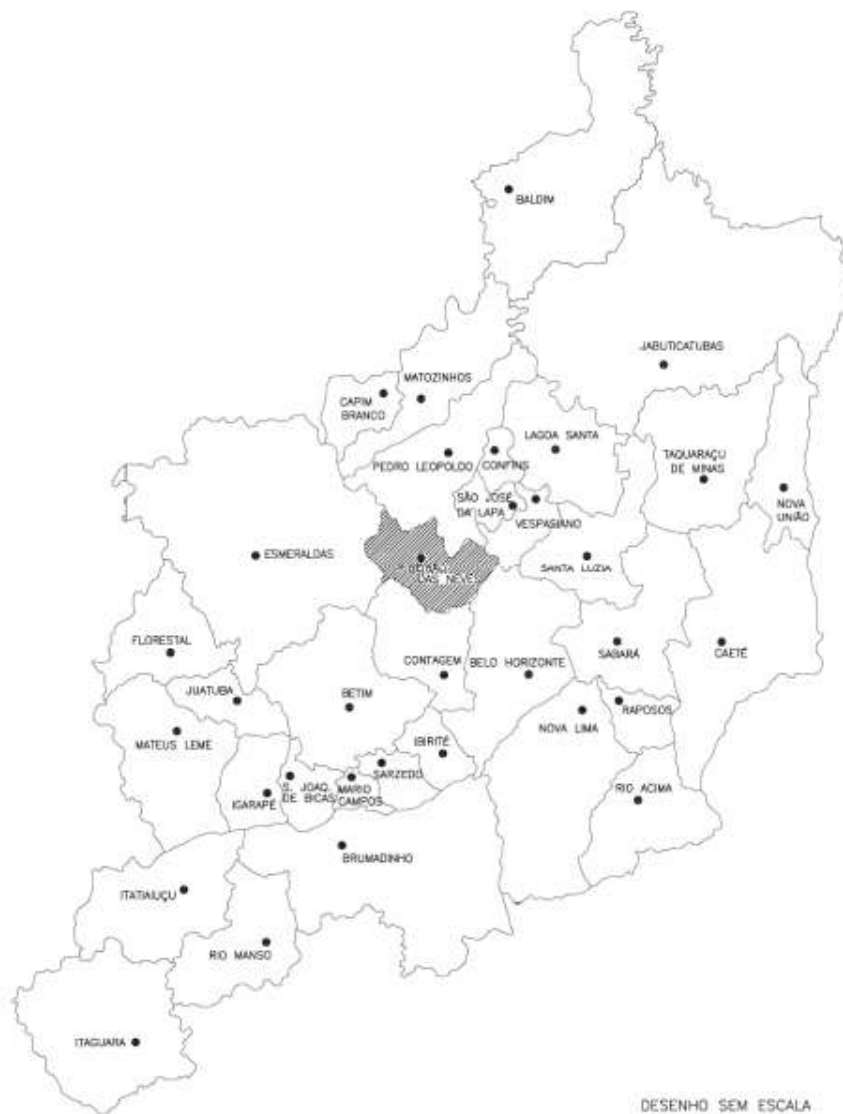 BALDIM
JABUTICATUBAS
MATOZINHOS
CAPIM
BRANCO
LAGOA SANTA
PEDRO LEOPOLDO
CONFINS
TAQUARAÇU
DE MINAS
SÃO JOSÉ
DA LAPA
VESPASIANO
NOVA
UNIÃO
ESMERALDAS
DAS NEVES
SANTA LUZIA
FLORESTAL
SABARÁ
CAETÉ
CONTAGEM
BELO HORIZONTE
JUATUBA
BETIM
RAPOSOS
NOVA LIMA
MATEUS LEME
IBIRITÉ
SARZEDO
S. JOAQ.
DE BICAS
MARIO
CAMPOS
IGARAPÉ
RIO ACIMA
BRUMADINHO
ITATIAIUÇU
RIO MANSO
ITAGUARA
DESENHO SEM ESCALA